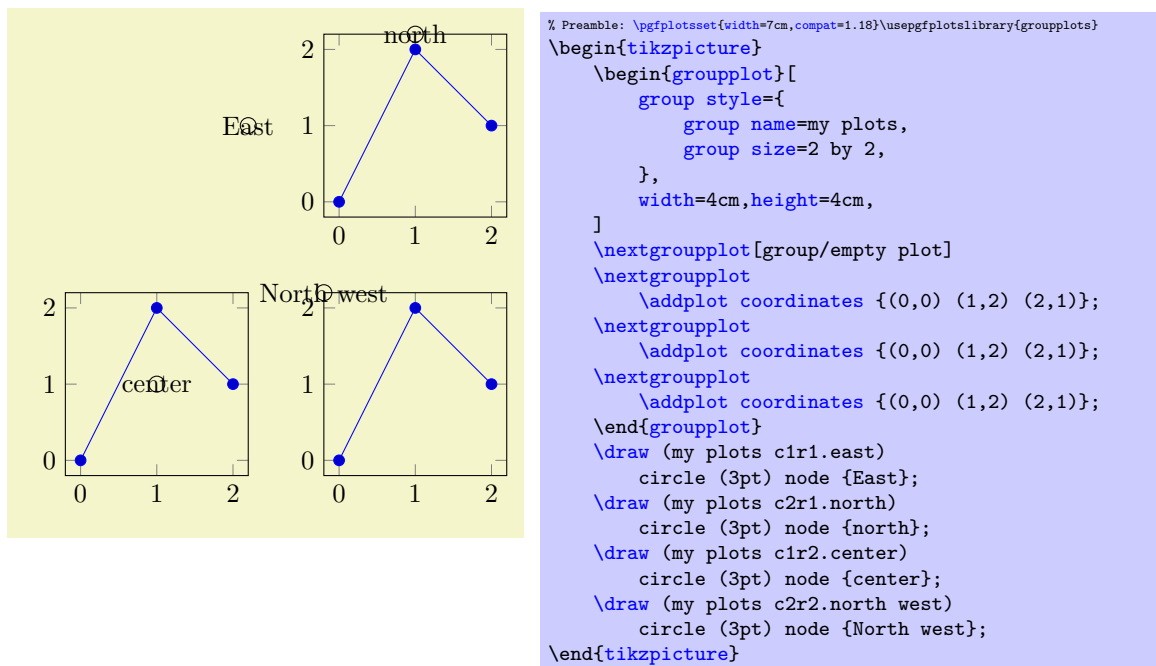 north
2
East
1
0
0 1 2
North west
2
2
center
1
1
0
0
0 1 2
0 1 2
% Preamble: \pgfplotsset{width=7cm,compat=1.18}\usepgfplotslibrary{groupplots}
\begin{tikzpicture}
    \begin{groupplot}[
        group style={
            group name=my plots,
            group size=2 by 2,
        },
        width=4cm,height=4cm,
    ]
    \nextgroupplot[group/empty plot]
    \nextgroupplot
        \addplot coordinates {(0,0) (1,2) (2,1)};
    \nextgroupplot
        \addplot coordinates {(0,0) (1,2) (2,1)};
    \nextgroupplot
        \addplot coordinates {(0,0) (1,2) (2,1)};
    \end{groupplot}
    \draw (my plots c1r1.east)
        circle (3pt) node {East};
    \draw (my plots c2r1.north)
        circle (3pt) node {north};
    \draw (my plots c1r2.center)
        circle (3pt) node {center};
    \draw (my plots c2r2.north west)
        circle (3pt) node {North west};
\end{tikzpicture}